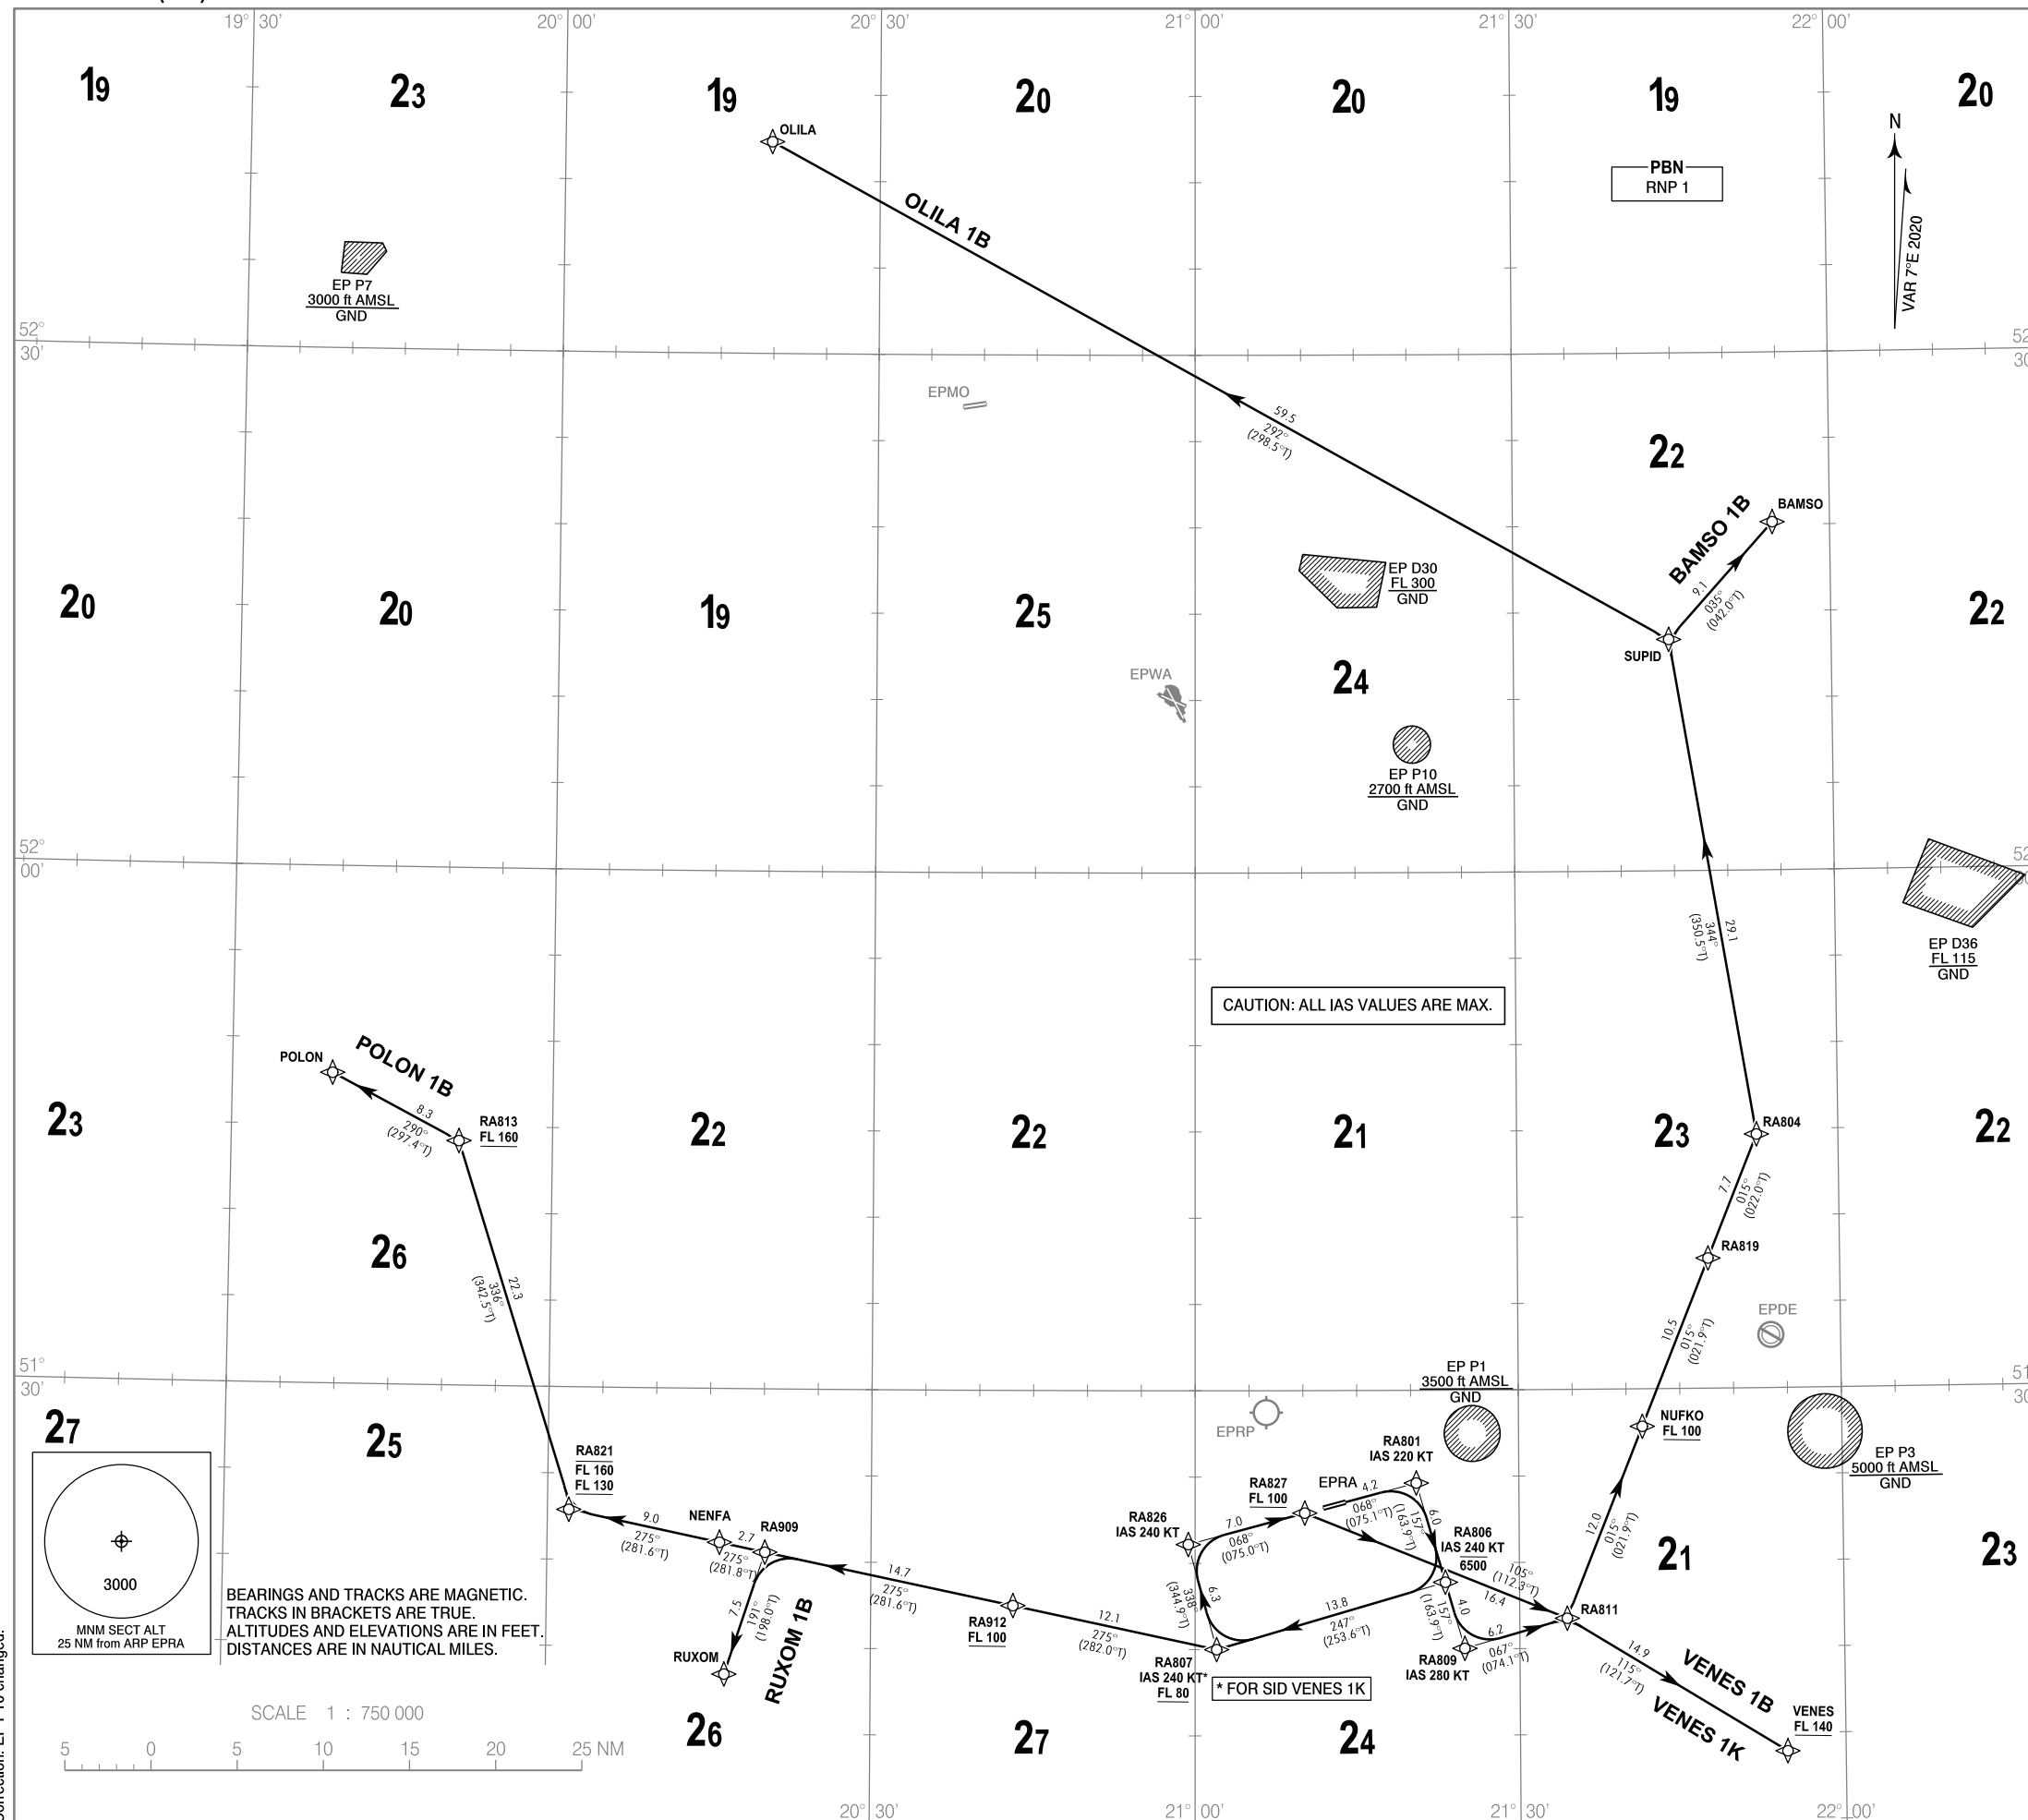 19° 30'
20° 00'
20° 30'
21° 00'
21° 30'
22° 00'
19
23
19
20
20
19
20
OLILA
N
PBN
RNP 1
VAR 7°E 2020
OLILA 1B
EP P7
3000 ft AMSL
GND
52°
30'
EPMO
59.5
292°
(298.5°T)
22
BAMSO
BAMSO 1B
9.1
035°
(042.0°T)
SUPID
EP D30
FL 300
GND
20
20
19
25
24
22
EPWA
EP P10
2700 ft AMSL
GND
52°
00'
29.1
344°
(350.5°T)
EP D36
FL 115
GND
CAUTION: ALL IAS VALUES ARE MAX.
POLON
POLON 1B
8.3
290°
(297.4°T)
RA813
FL 160
23
22
22
21
23
22
RA804
7.7
015°
(022.0°T)
RA819
26
22.3
336°
(342.5°T)
10.5
015°
(021.9°T)
EPDE
51°
30'
EP P1
3500 ft AMSL
GND
27
25
EPRP
NUFKO
FL 100
EP P3
5000 ft AMSL
GND
RA821
FL 160
FL 130
RA801
IAS 220 KT
RA827
FL 100
EPRA
4.2
068°
(075.1°T)
6.0
157°
(163.9°T)
RA826
IAS 240 KT
7.0
068°
(075.0°T)
RA806
IAS 240 KT
6500
105°
(112.3°T)
16.4
12.0
015°
(021.9°T)
21
23
9.0
275°
(281.6°T)
NENFA
2.7
275°
(281.8°T)
RA909
14.7
275°
(281.6°T)
7.5
191°
(198.0°T)
RUXOM
RUXOM 1B
RA912
FL 100
12.1
275°
(282.0°T)
6.3
338°
(344.9°T)
13.8
247°
(253.6°T)
4.0
157°
(163.9°T)
6.2
067°
(074.1°T)
RA811
RA807
IAS 240 KT*
FL 80
* FOR SID VENES 1K
RA809
IAS 280 KT
14.9
115°
(121.7°T)
VENES 1B
VENES 1K
VENES
FL 140
3000
MNM SECT ALT
25 NM from ARP EPRA
BEARINGS AND TRACKS ARE MAGNETIC.
TRACKS IN BRACKETS ARE TRUE.
ALTITUDES AND ELEVATIONS ARE IN FEET.
DISTANCES ARE IN NAUTICAL MILES.
SCALE 1 : 750 000
5 0 5 10 15 20 25 NM
26
27
24
20° 30'
21° 00'
21° 30'
22° 00'